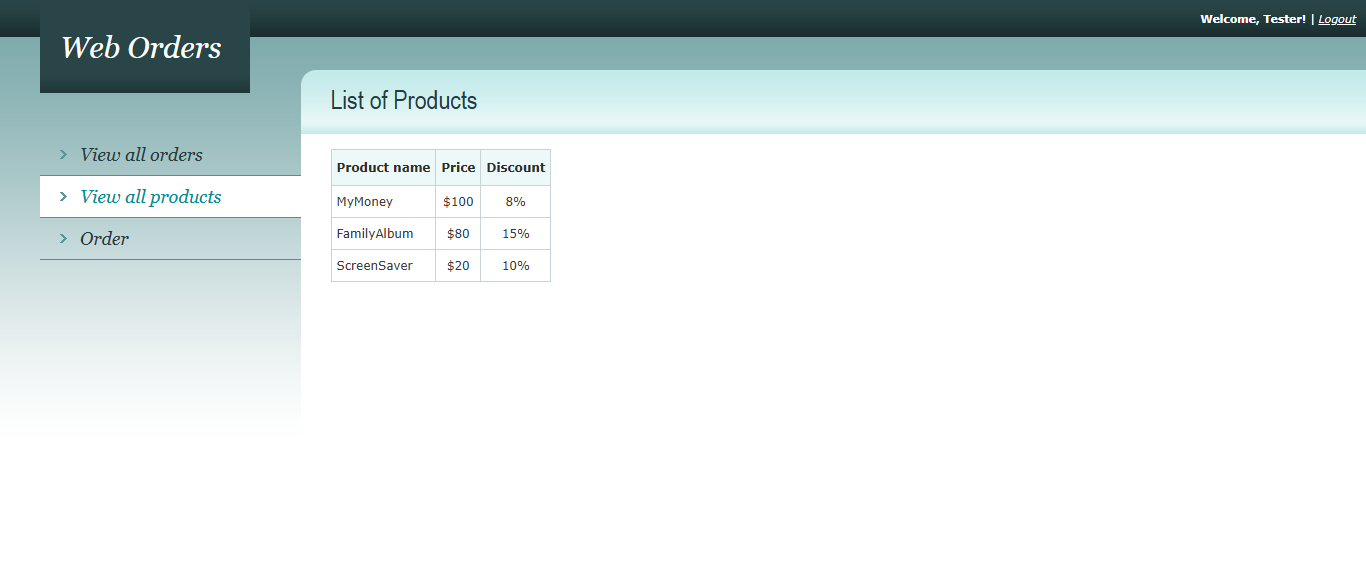 Welcome, Tester! | Logout
Web Orders
List of Products
View all orders
View all products
Order
Product name Price Discount
MyMoney $100 8%
FamilyAlbum $80 15%
ScreenSaver $20 10%